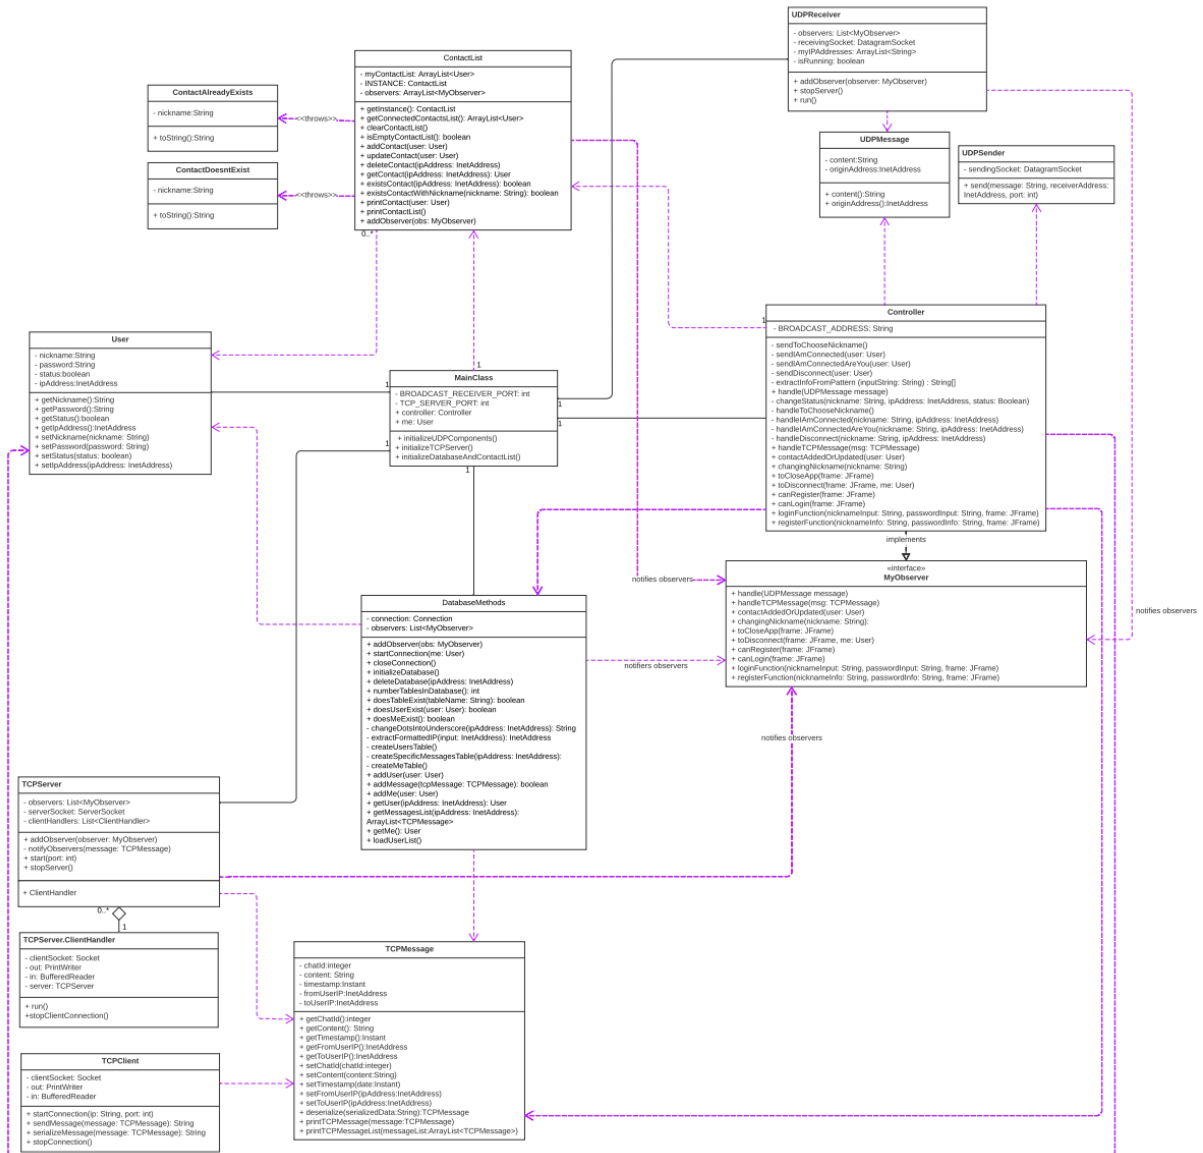 UDPReceiver
- observers: List<MyObserver>
- receivingSocket: DatagramSocket
- myIPAddresses: ArrayList<String>
- isRunning: boolean
+ addObserver(observer: MyObserver)
+ stopServer()
+ run()
ContactList
- myContactList: ArrayList<User>
- INSTANCE: ContactList
- observers: ArrayList<MyObserver>
+ getInstance(): ContactList
+ getConnectedContactsList(): ArrayList<User>
+ clearContactList()
+ isEmptyContactList(): boolean
+ addContact(user: User)
+ updateContact(user: User)
+ deleteContact(ipAddress: InetAddress)
+ getContact(ipAddress: InetAddress): User
+ existsContact(ipAddress: InetAddress): boolean
+ existsContactWithNickname(nickname: String): boolean
+ printContact(user: User)
+ printContactList()
+ addObserver(obs: MyObserver)
0..*
ContactAlreadyExists
- nickname:String
+ toString():String
<<throws>>
ContactDoesntExist
- nickname:String
+ toString():String
<<throws>>
UDPMessage
- content:String
- originAddress:InetAddress
+ content():String
+ originAddress():InetAddress
UDPSender
- sendingSocket: DatagramSocket
+ send(message: String, receiverAddress:
InetAddress, port: int)
Controller
1
- BROADCAST_ADDRESS: String
- sendToChooseNickname()
- sendIAmConnected(user: User)
- sendIAmConnectedAreYou(user: User)
- sendDisconnect(user: User)
- extractInfoFromPattern (inputString: String) : String[]
+ handle(UDPMessage message)
- changeStatus(nickname: String, ipAddress: InetAddress, status: Boolean)
- handleToChooseNickname()
- handleIAmConnected(nickname: String, ipAddress: InetAddress)
- handleIAmConnectedAreYou(nickname: String, ipAddress: InetAddress)
- handleDisconnect(nickname: String, ipAddress: InetAddress)
+ handleTCPMessage(msg: TCPMessage)
+ contactAddedOrUpdated(user: User)
+ changingNickname(nickname: String)
+ toCloseApp(frame: JFrame)
+ toDisconnect(frame: JFrame, me: User)
+ canRegister(frame: JFrame)
+ canLogin(frame: JFrame)
+ loginFunction(nicknameInput: String, passwordInput: String, frame: JFrame)
+ registerFunction(nicknameInfo: String, passwordInfo: String, frame: JFrame)
implements
User
- nickname:String
- password:String
- status:boolean
- ipAddress:InetAddress
+ getNickname():String
+ getPassword():String
+ getStatus():boolean
+ getIpAddress():InetAddress
+ setNickname(nickname: String)
+ setPassword(password: String)
+ setStatus(status: boolean)
+ setIpAddress(ipAddress: InetAddress)
1
MainClass
1
- BROADCAST_RECEIVER_PORT: int
- TCP_SERVER_PORT: int
+ controller: Controller
+ me: User
1
1
+ initializeUDPComponents()
+ initializeTCPServer()
+ initializeDatabaseAndContactList()
1
1
«interface»
MyObserver
+ handle(UDPMessage message)
+ handleTCPMessage(msg: TCPMessage)
+ contactAddedOrUpdated(user: User)
+ changingNickname(nickname: String):
+ toCloseApp(frame: JFrame)
+ toDisconnect(frame: JFrame, me: User)
+ canRegister(frame: JFrame)
+ canLogin(frame: JFrame)
+ loginFunction(nicknameInput: String, passwordInput: String, frame: JFrame)
+ registerFunction(nicknameInfo: String, passwordInfo: String, frame: JFrame)
notifies observers
notifies observers
notifiers observers
notifies observers
DatabaseMethods
- connection: Connection
- observers: List<MyObserver>
+ addObserver(obs: MyObserver)
+ startConnection(me: User)
+ closeConnection()
+ initializeDatabase()
+ deleteDatabase(ipAddress: InetAddress)
+ numberTablesInDatabase(): int
+ doesTableExist(tableName: String): boolean
+ doesUserExist(user: User): boolean
+ doesMeExist(): boolean
- changeDotsIntoUnderscore(ipAddress: InetAddress): String
- extractFormattedIP(input: InetAddress): InetAddress
- createUsersTable()
- createSpecificMessagesTable(ipAddress: InetAddress):
- createMeTable()
+ addUser(user: User)
+ addMessage(tcpMessage: TCPMessage): boolean
+ addMe(user: User)
+ getUser(ipAddress: InetAddress): User
+ getMessagesList(ipAddress: InetAddress):
ArrayList<TCPMessage>
+ getMe(): User
+ loadUserList()
TCPServer
- observers: List<MyObserver>
- serverSocket: ServerSocket
- clientHandlers: List<ClientHandler>
+ addObserver(observer: MyObserver)
- notifyObservers(message: TCPMessage)
+ start(port: int)
+ stopServer()
+ ClientHandler
0..*
1
TCPServer.ClientHandler
- clientSocket: Socket
- out: PrintWriter
- in: BufferedReader
- server: TCPServer
+ run()
+stopClientConnection()
TCPClient
- clientSocket: Socket
- out: PrintWriter
- in: BufferedReader
+ startConnection(ip: String, port: int)
+ sendMessage(message: TCPMessage): String
+ serializeMessage(message: TCPMessage): String
+ stopConnection()
TCPMessage
- chatId:integer
- content: String
- timestamp:Instant
- fromUserIP:InetAddress
- toUserIP:InetAddress
+ getChatId():integer
+ getContent(): String
+ getTimestamp():Instant
+ getFromUserIP():InetAddress
+ getToUserIP():InetAddress
+ setChatId(chatId:integer)
+ setContent(content:String)
+ setTimestamp(date:Instant)
+ setFromUserIP(ipAddress:InetAddress)
+ setToUserIP(ipAddress:InetAddress)
+ deserialize(serializedData:String):TCPMessage
+ printTCPMessage(message:TCPMessage)
+ printTCPMessageList(messageList:ArrayList<TCPMessage>)